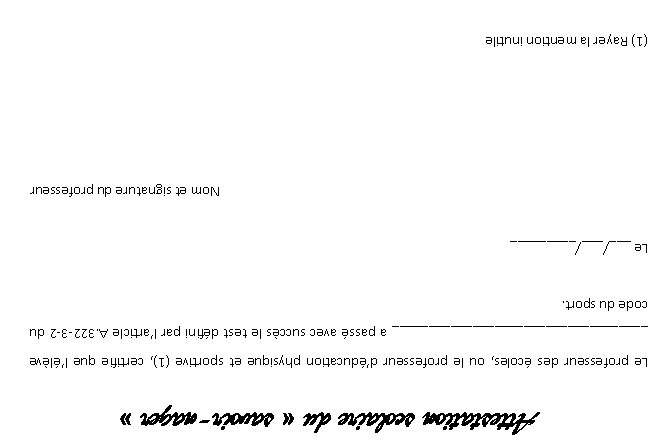 Attestation scolaire du « savoir-nager »
Le professeur des écoles, ou le professeur d'éducation physique et sportive (1), certifie que l'élève
___________________________________ a passé avec succès le test défini par l'article A.322-3-2 du
code du sport.
Le ___/___/_________
Nom et signature du professeur
(1) Rayer la mention inutile